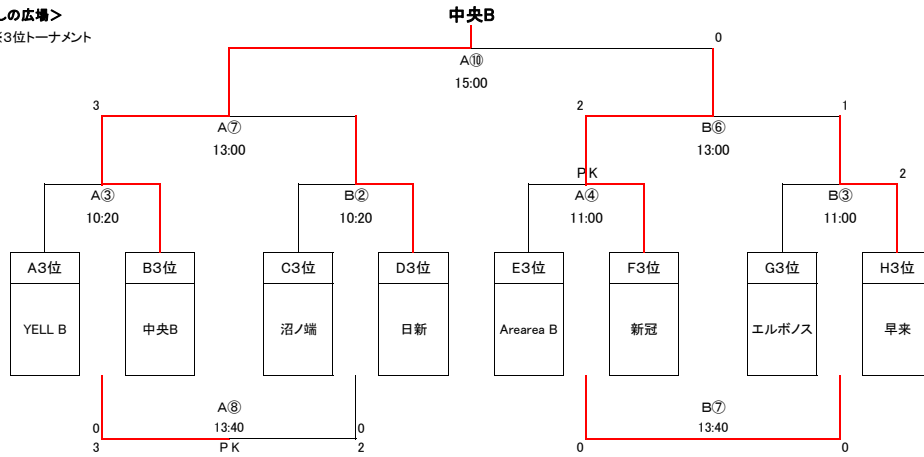 中央B
しの広場＞
※3位トーナメント
0
A⑩
15:00
3
2
1
A⑦
B⑥
13:00
13:00
PK
2
A③
B②
A④
B③
10:20
10:20
11:00
11:00
A3位
B3位
C3位
D3位
E3位
F3位
G3位
H3位
YELL B
中央B
沼ノ端
日新
Arearea B
新冠
エルボノス
早来
A⑧
B⑦
0
13:40
0
13:40
3
PK
2
0
0